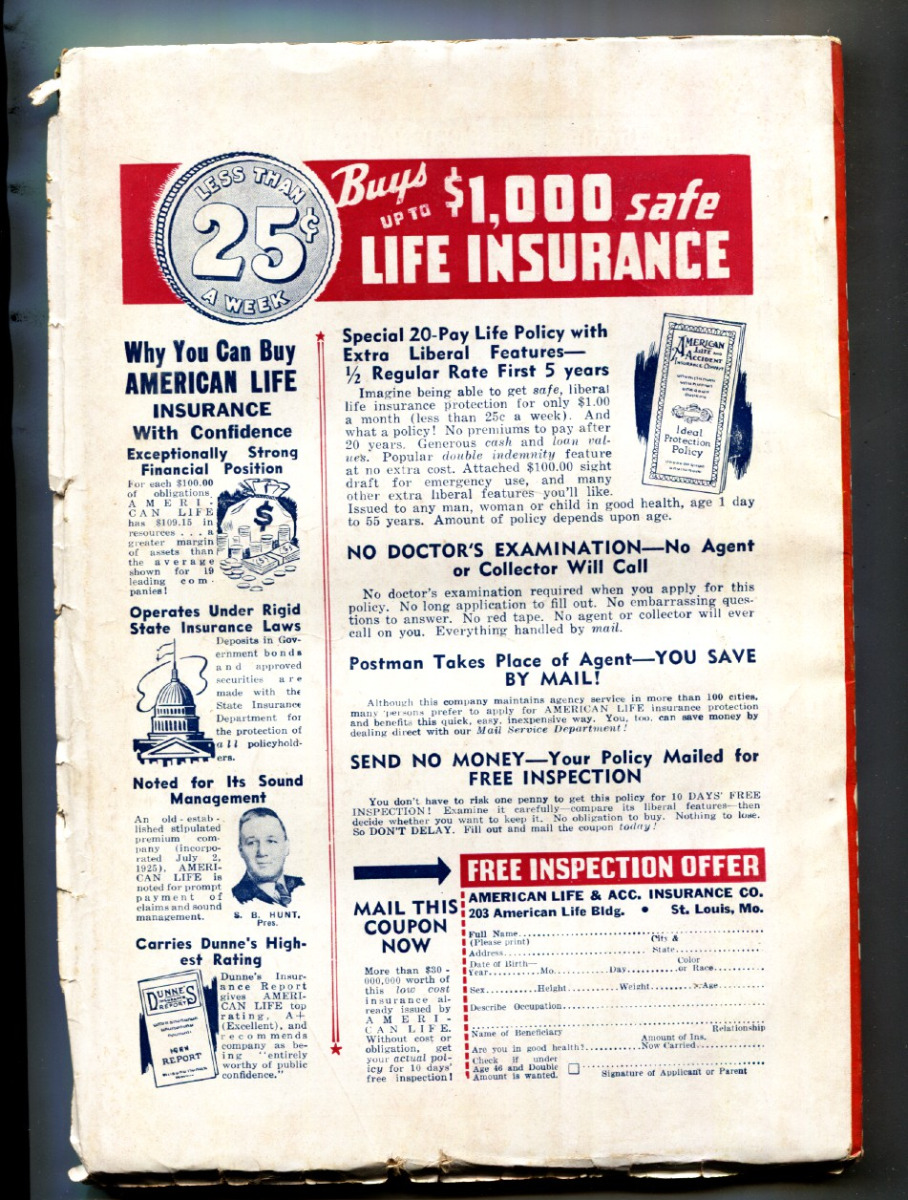 LESS THAN
25¢
A WEEK
Buys
UP TO $1,000 safe
LIFE INSURANCE
Why You Can Buy
AMERICAN LIFE
INSURANCE
With Confidence
Exceptionally Strong
Financial Position
For each $100.00
of obligations,
AMERI-
CAN LIFE
has $109.15 in
resources . . . a
greater margin
of assets than
the average
shown for 19
leading com-
panies!
$
Operates Under Rigid
State Insurance Laws
Deposits in Gov-
ernment bonds
and approved
securities are
made with the
State Insurance
Department for
the protection of
all policyhold-
ers.
Noted for Its Sound
Management
An old-estab-
lished stipulated
premium com-
pany (incorpo-
rated July 2,
1925), AMERI-
CAN LIFE is
noted for prompt
payment of
claims and sound
management.
S. B. HUNT,
Pres.
Carries Dunne's High-
est Rating
DUNNE'S
INSURANCE
REPORTS
REPORT
Dunne's Insur-
ance Report
gives AMERI-
CAN LIFE top
rating, A+
(Excellent), and
recommends
company as be-
ing "entirely
worthy of public
confidence."
Special 20-Pay Life Policy with
Extra Liberal Features—
½ Regular Rate First 5 years
Imagine being able to get safe, liberal
life insurance protection for only $1.00
a month (less than 25c a week). And
what a policy! No premiums to pay after
20 years. Generous cash and loan val-
ues. Popular double indemnity feature
at no extra cost. Attached $100.00 sight
draft for emergency use, and many
other extra liberal features you'll like.
Issued to any man, woman or child in good health, age 1 day
to 55 years. Amount of policy depends upon age.
AMERICAN
LIFE AND
ACCIDENT
INSURANCE COMPANY
Ideal
Protection
Policy
NO DOCTOR'S EXAMINATION—No Agent
or Collector Will Call
No doctor's examination required when you apply for this
policy. No long application to fill out. No embarrassing ques-
tions to answer. No red tape. No agent or collector will ever
call on you. Everything handled by mail.
Postman Takes Place of Agent—YOU SAVE
BY MAIL!
Although this company maintains agency service in more than 100 cities,
many persons prefer to apply for AMERICAN LIFE insurance protection
and benefits this quick, easy, inexpensive way. You, too, can save money by
dealing direct with our Mail Service Department!
SEND NO MONEY—Your Policy Mailed for
FREE INSPECTION
You don't have to risk one penny to get this policy for 10 DAYS' FREE
INSPECTION! Examine it carefully—compare its liberal features—then
decide whether you want to keep it. No obligation to buy. Nothing to lose.
So DON'T DELAY. Fill out and mail the coupon today!
MAIL THIS
COUPON
NOW
More than $30-
000,000 worth of
this low cost
insurance al-
ready issued by
AMERI-
CAN LIFE.
Without cost or
obligation, get
your actual pol-
icy for 10 days'
free inspection!
FREE INSPECTION OFFER
AMERICAN LIFE & ACC. INSURANCE CO.
203 American Life Bldg. • St. Louis, Mo.
Full Name
(Please print) City &
Address State
Date of Birth— Color
Year Mo. Day or Race
Sex Height Weight Age
Describe Occupation
Name of Beneficiary Relationship
Amount of Ins.
Are you in good health? Now Carried
Check if under
Age 46 and Double
Amount is wanted.
Signature of Applicant or Parent